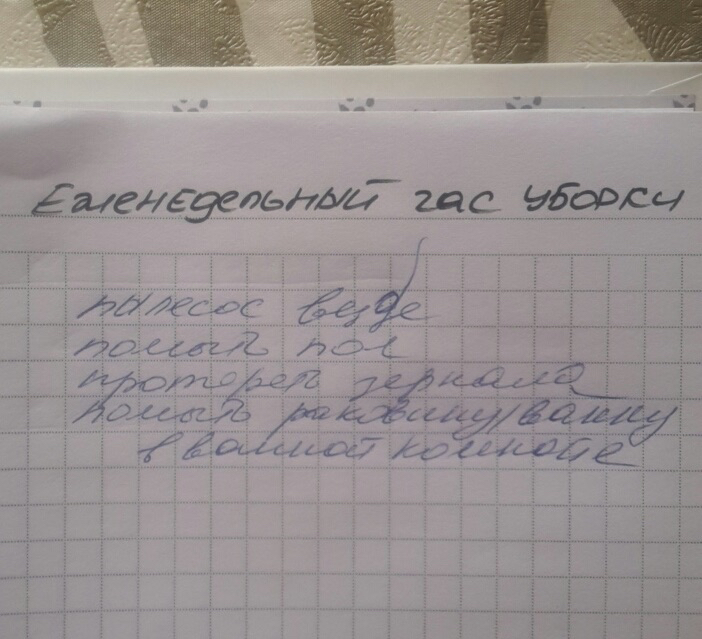 Еженедельный час уборки
пылесос везде
помыть пол
протереть зеркала
помыть раковину/ванну
в ванной комнате